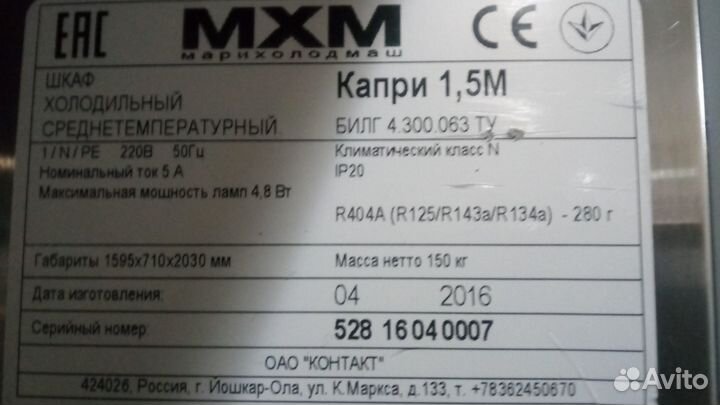 EAC МХМ CE
марихолодмаш
ШКАФ Капри 1,5М
ХОЛОДИЛЬНЫЙ
СРЕДНЕТЕМПЕРАТУРНЫЙ. БИЛГ 4.300.063 ТУ
1/N/PE 220В 50Гц Климатический класс N
Номинальный ток 5 А IP20
Максимальная мощность ламп 4,8 Вт
R404A (R125/R143a/R134a) - 280 г
Габариты 1595х710х2030 мм Масса нетто 150 кг
Дата изготовления: 04 2016
Серийный номер: 528 16 04 0007
ОАО "КОНТАКТ"
424026, Россия, г. Йошкар-Ола, ул. К.Маркса, д.133, т. +78362450670
Avito